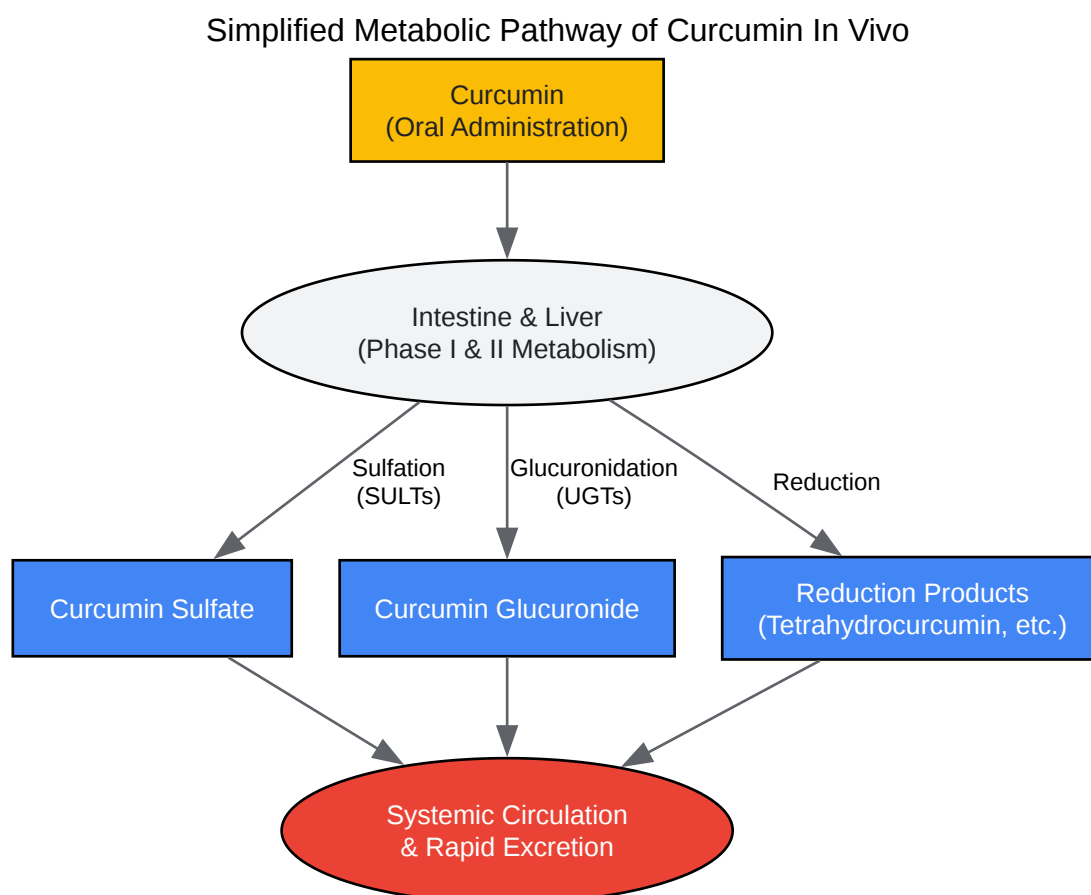 Simplified Metabolic Pathway of Curcumin In Vivo
Curcumin
(Oral Administration)
Intestine & Liver
(Phase I & II Metabolism)
Sulfation
(SULTs)
Glucuronidation
(UGTs)
Reduction
Curcumin Sulfate
Curcumin Glucuronide
Reduction Products
(Tetrahydrocurcumin, etc.)
Systemic Circulation
& Rapid Excretion